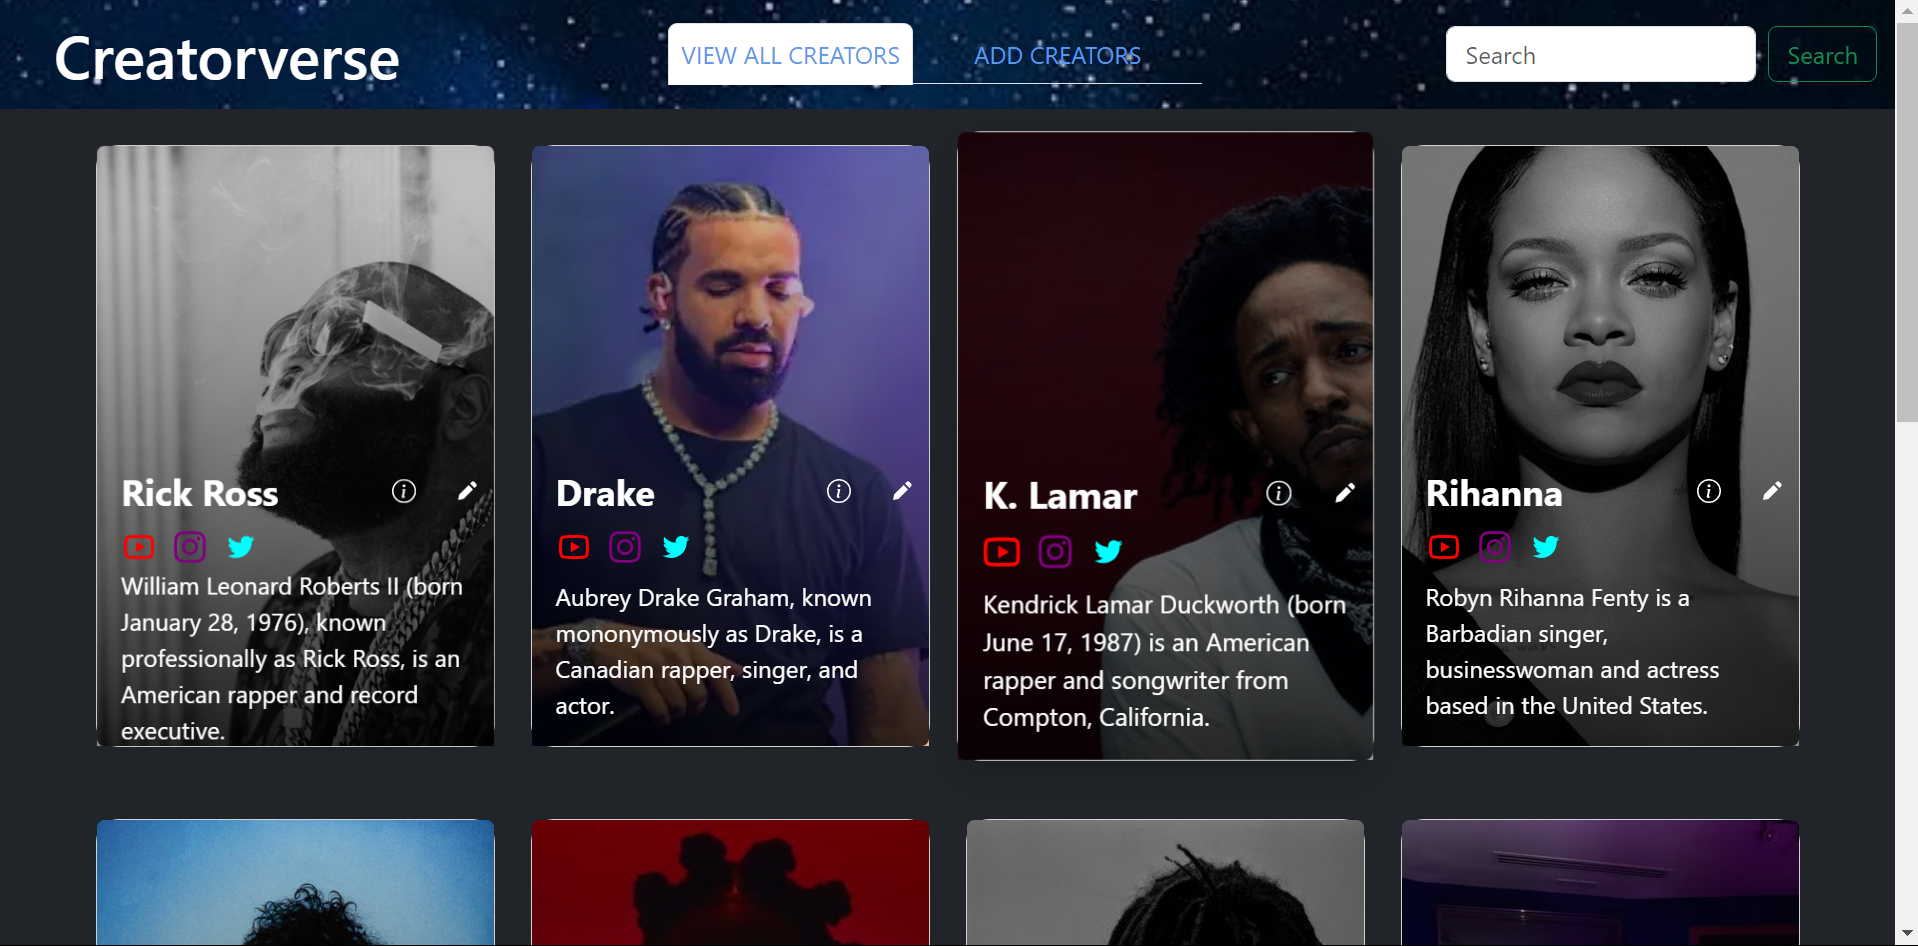 Creatorverse
VIEW ALL CREATORS
ADD CREATORS
Search
Search
Rick Ross
William Leonard Roberts II (born
January 28, 1976), known
professionally as Rick Ross, is an
American rapper and record
executive.
Drake
Aubrey Drake Graham, known
mononymously as Drake, is a
Canadian rapper, singer, and
actor.
K. Lamar
Kendrick Lamar Duckworth (born
June 17, 1987) is an American
rapper and songwriter from
Compton, California.
Rihanna
Robyn Rihanna Fenty is a
Barbadian singer,
businesswoman and actress
based in the United States.